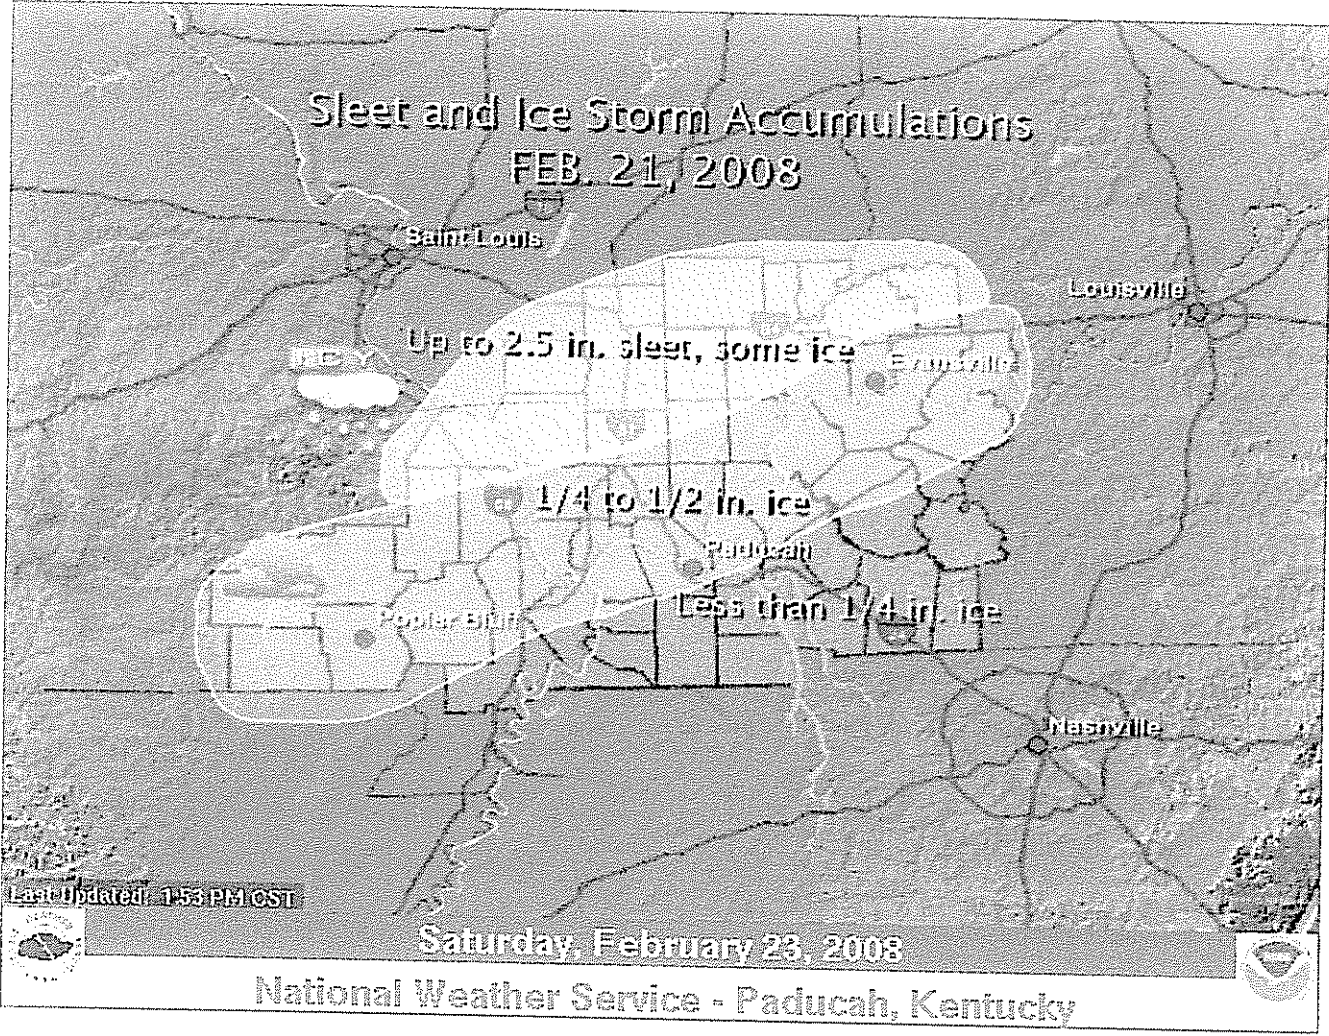 Sleet and Ice Storm Accumulations
FEB. 21, 2008
Saint Louis
Louisville
Up to 2.5 in. sleet, some ice
Evansville
ICY
1/4 to 1/2 in. ice
Paducah
Less than 1/4 in. ice
Poplar Bluff
Nashville
Last Updated: 1:53 PM CST
Saturday, February 23, 2008
National Weather Service - Paducah, Kentucky